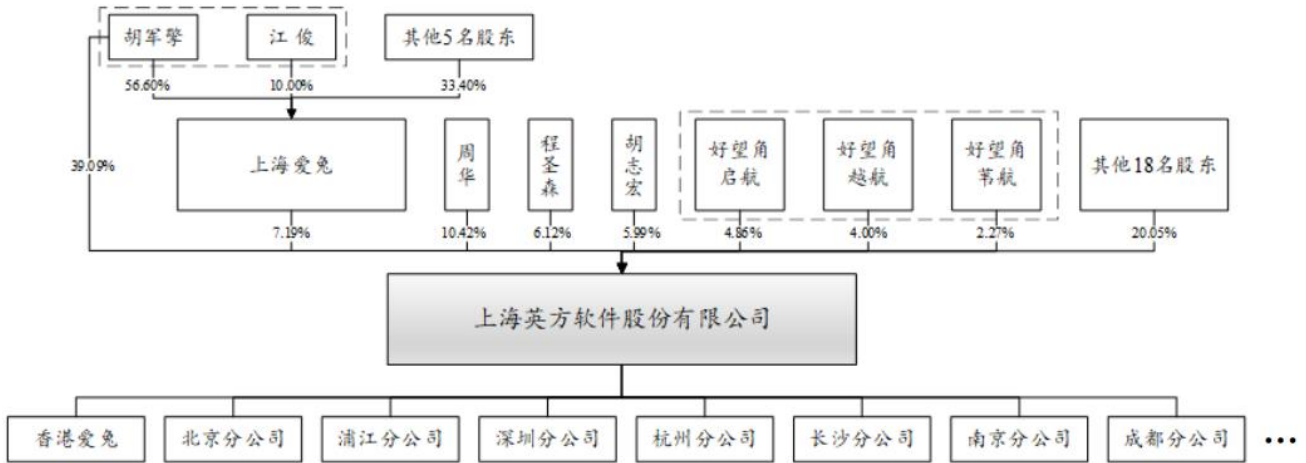 胡军擎 江俊 其他5名股东
56.60% 10.00% 33.40%
39.09%
上海爱兔
周华
程圣森
胡志宏
好望角
启航
好望角
越航
好望角
苇航
其他18名股东
7.19% 10.42% 6.12% 5.99% 4.86% 4.00% 2.27% 20.05%
上海英方软件股份有限公司
香港爱兔 北京分公司 浦江分公司 深圳分公司 杭州分公司 长沙分公司 南京分公司 成都分公司 •••